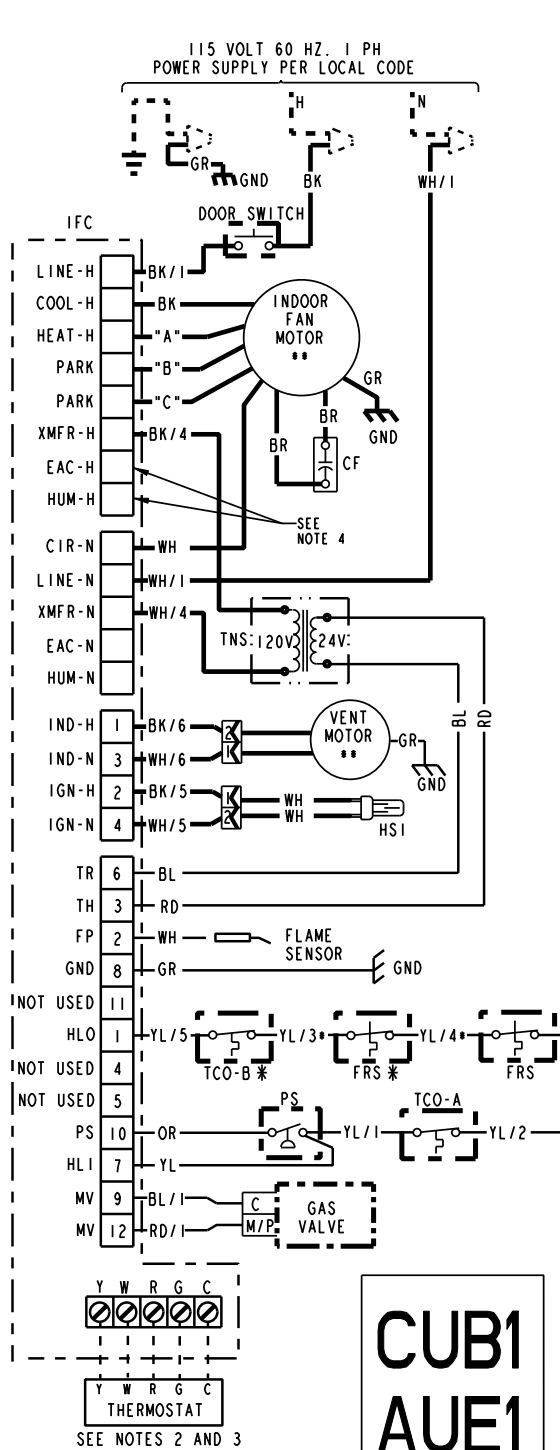 115 VOLT 60 HZ. 1 PH
POWER SUPPLY PER LOCAL CODE
H
N
GR
GND
BK
WH/1
DOOR SWITCH
IFC
LINE-H BK/1
COOL-H BK
HEAT-H "A"
PARK "B"
PARK "C"
XMFR-H BK/4
EAC-H
HUM-H
INDOOR
FAN
MOTOR
**
GR
GND
BR
BR
CF
SEE
NOTE 4
CIR-N WH
LINE-N WH/1
XMFR-N WH/4
EAC-N
HUM-N
TNS 120V 24V
BL
RD
IND-H 1 BK/6 2
IND-N 3 WH/6 1
VENT
MOTOR
**
GR
GND
IGN-H 2 BK/5 1 WH
IGN-N 4 WH/5 2 WH
HSI
TR 6 BL
TH 3 RD
FP 2 WH FLAME
SENSOR
GND 8 GR GND
NOT USED 11
HLO 1 YL/5 YL/3* YL/4*
TCO-B * FRS * FRS
NOT USED 4
NOT USED 5
PS TCO-A
PS 10 OR YL/1 YL/2
HLI 7 YL
MV 9 BL/1 C
MV 12 RD/1 M/P
GAS
VALVE
Y W R G C
Y W R G C
THERMOSTAT
SEE NOTES 2 AND 3
CUB1
AUE1